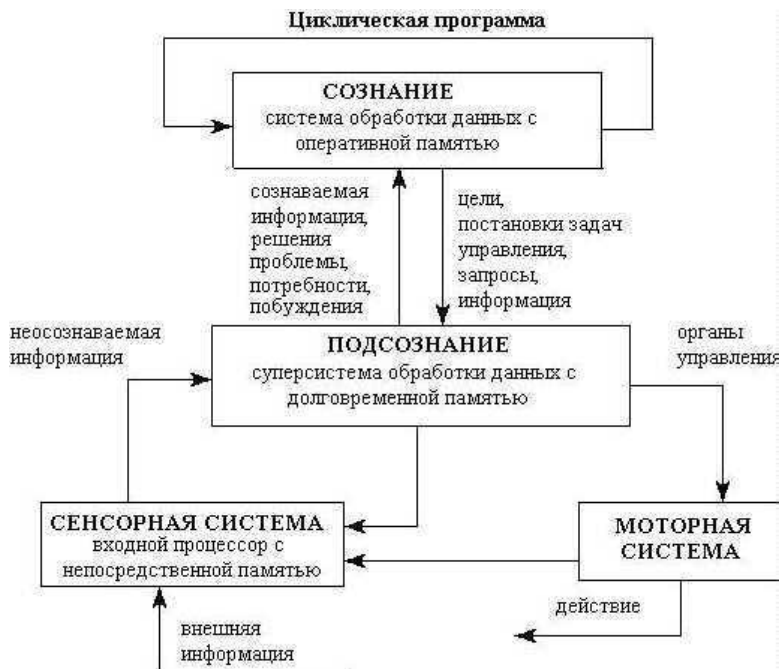 Циклическая программа
СОЗНАНИЕ
система обработки данных с
оперативной памятью
сознаваемая
информация,
решения
проблемы,
потребности,
побуждения
цели,
постановки задач
управления,
запросы,
информация
неосознаваемая
информация
ПОДСОЗНАНИЕ
суперсистема обработки данных с
долговременной памятью
органы
управления
СЕНСОРНАЯ СИСТЕМА
входной процессор с
непосредственной памятью
МОТОРНАЯ
СИСТЕМА
внешняя
информация
действие